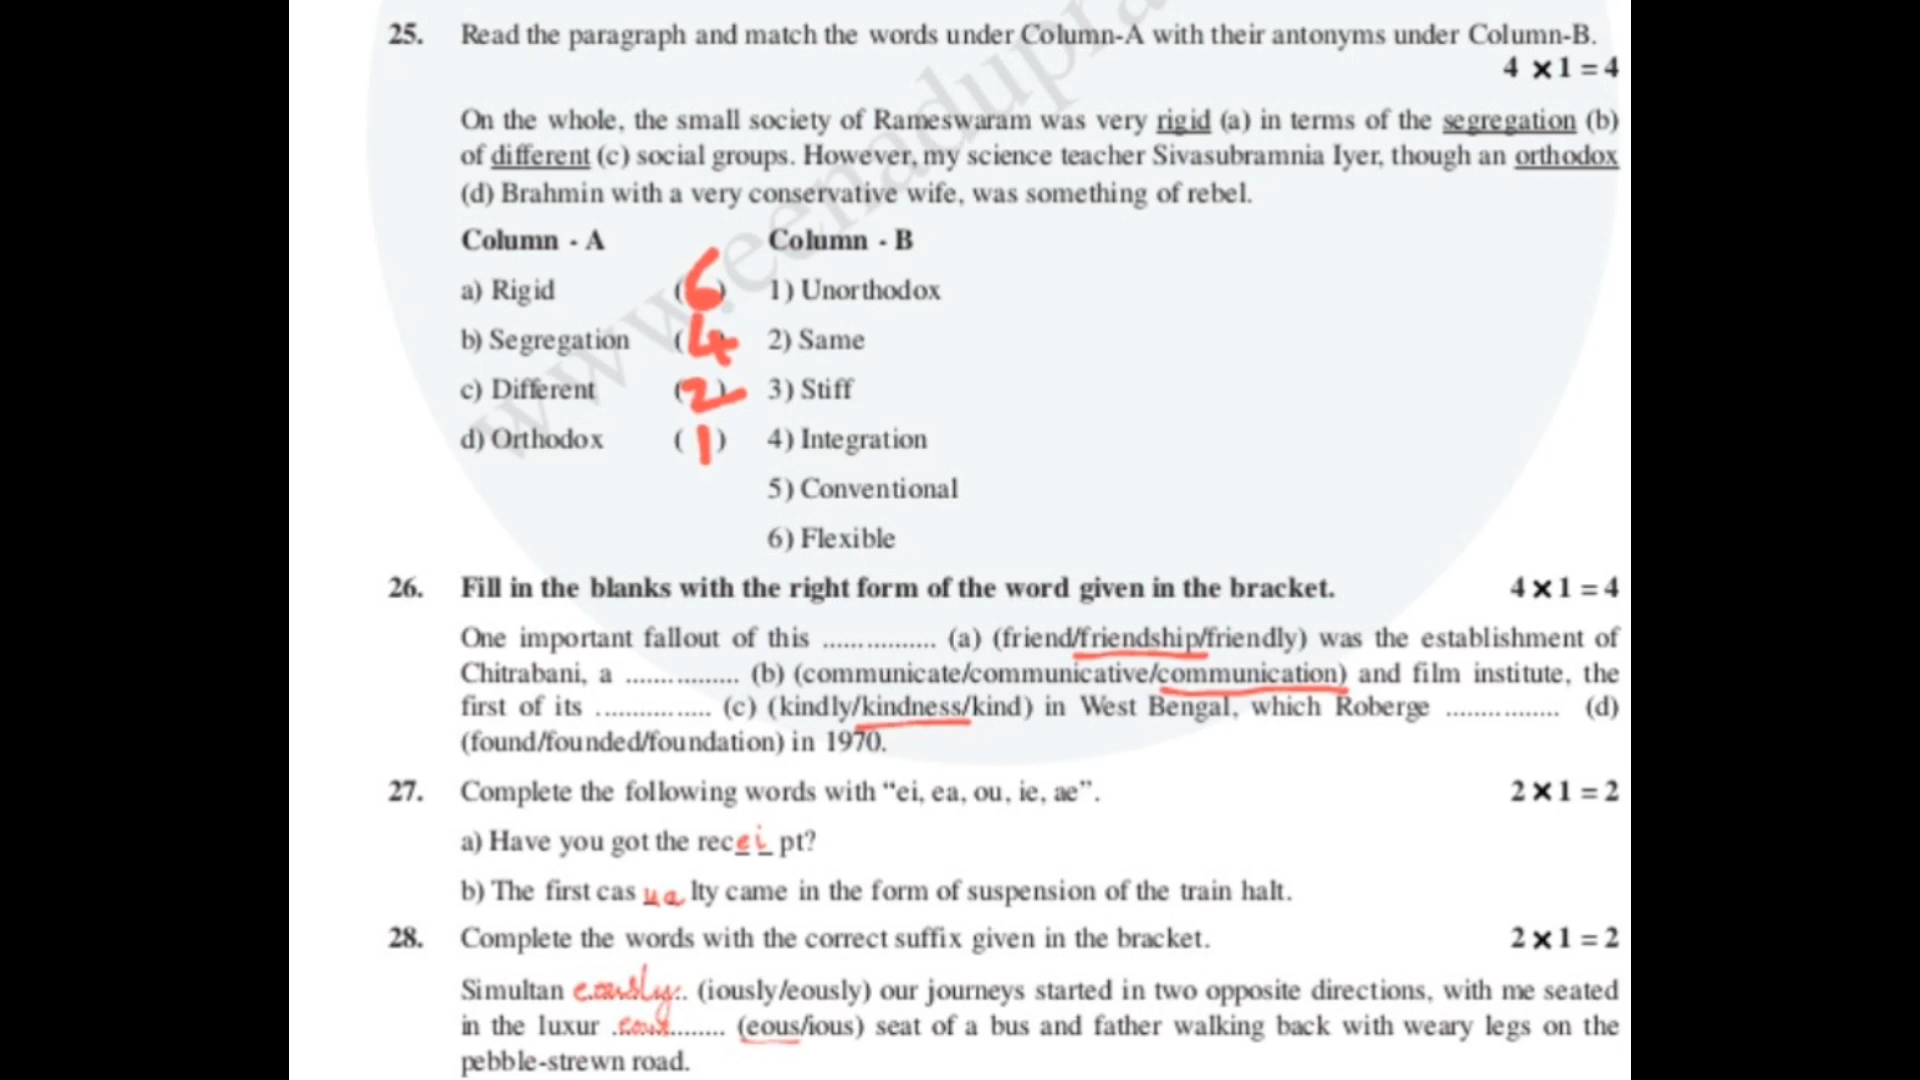 25. Read the paragraph and match the words under Column-A with their antonyms under Column-B.
4 ×1 = 4
On the whole, the small society of Rameswaram was very rigid (a) in terms of the segregation (b)
of different (c) social groups. However, my science teacher Sivasubramnia Iyer, though an orthodox
(d) Brahmin with a very conservative wife, was something of rebel.
Column - A Column - B
a) Rigid (6) 1) Unorthodox
b) Segregation (4) 2) Same
c) Different (2) 3) Stiff
d) Orthodox (1) 4) Integration
5) Conventional
6) Flexible
26. Fill in the blanks with the right form of the word given in the bracket. 4 × 1 = 4
One important fallout of this ............... (a) (friend/friendship/friendly) was the establishment of
Chitrabani, a ............... (b) (communicate/communicative/communication) and film institute, the
first of its ............... (c) (kindly/kindness/kind) in West Bengal, which Roberge ............... (d)
(found/founded/foundation) in 1970.
27. Complete the following words with “ei, ea, ou, ie, ae”. 2 × 1 = 2
a) Have you got the rec ei pt?
b) The first cas ua lty came in the form of suspension of the train halt.
28. Complete the words with the correct suffix given in the bracket. 2 × 1 = 2
Simultan eously.. (iously/eously) our journeys started in two opposite directions, with me seated
in the luxur .eous........ (eous/ious) seat of a bus and father walking back with weary legs on the
pebble-strewn road.